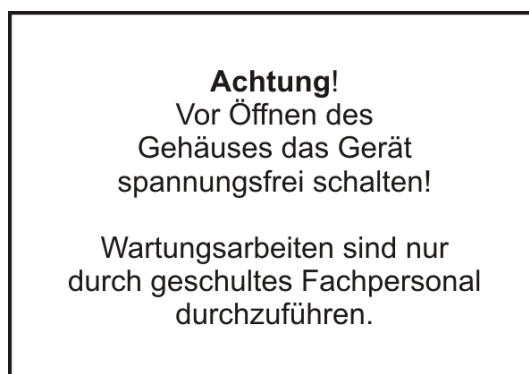 Achtung!
Vor Öffnen des
Gehäuses das Gerät
spannungsfrei schalten!
Wartungsarbeiten sind nur
durch geschultes Fachpersonal
durchzuführen.